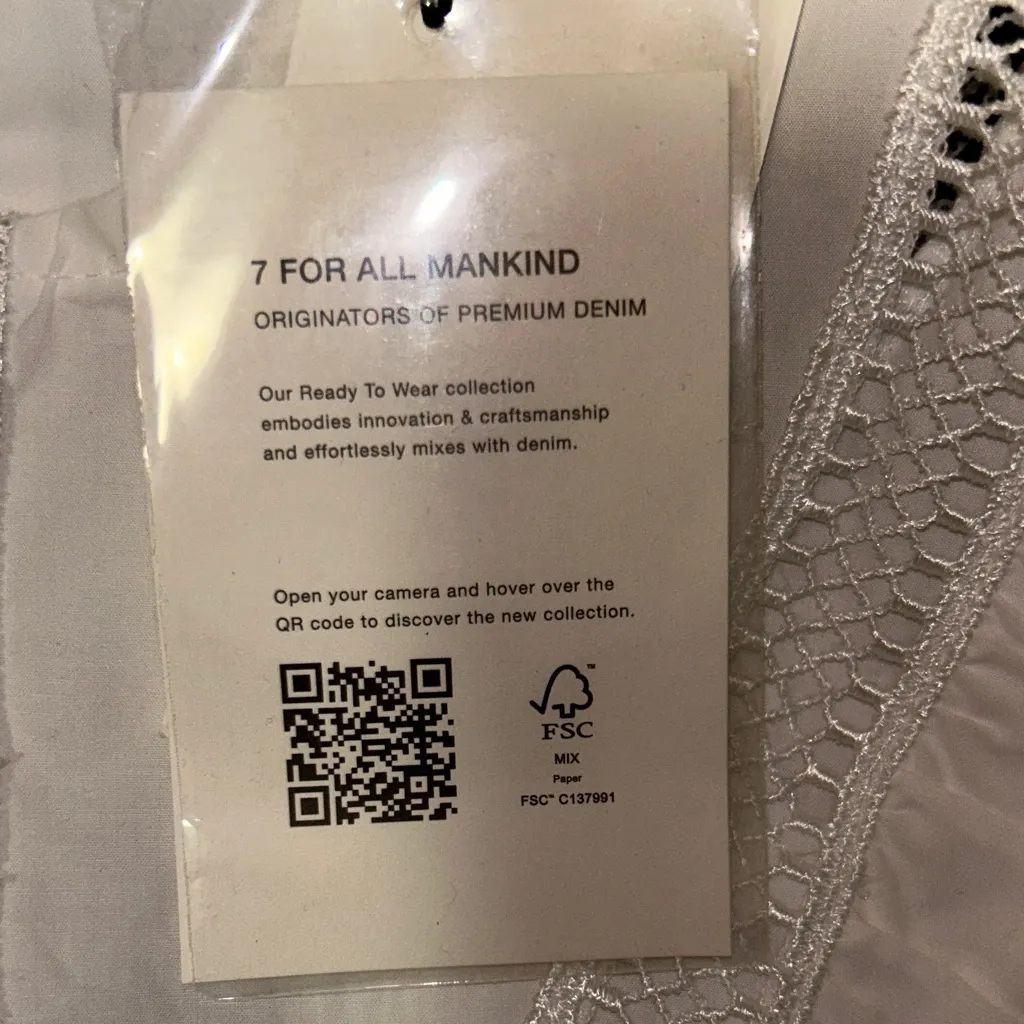 7 FOR ALL MANKIND
ORIGINATORS OF PREMIUM DENIM
Our Ready To Wear collection
embodies innovation & craftsmanship
and effortlessly mixes with denim.
Open your camera and hover over the
QR code to discover the new collection.
™
FSC
MIX
Paper
FSC™ C137991